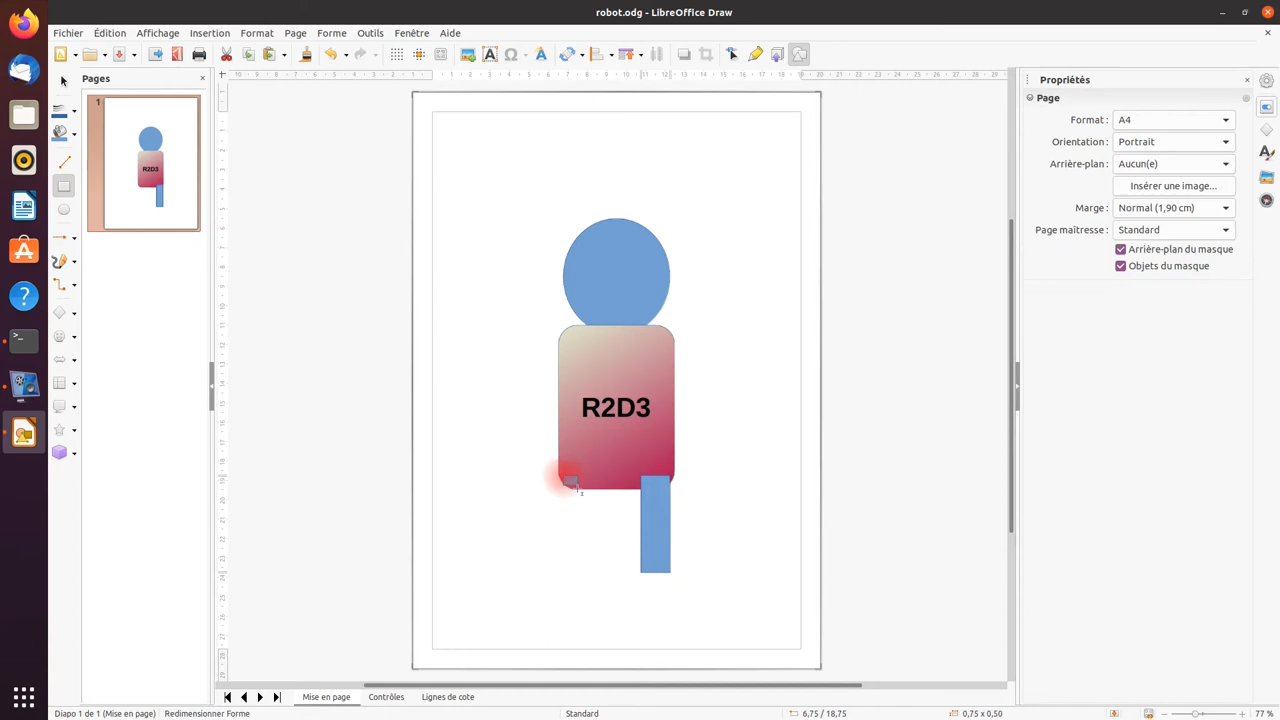 robot.odg - LibreOffice Draw
Fichier Édition Affichage Insertion Format Page Forme Outils Fenêtre Aide
Pages
1
R2D3
R2D3
Propriétés
Page
Format : A4
Orientation : Portrait
Arrière-plan : Aucun(e)
Insérer une image...
Marge : Normal (1,90 cm)
Page maîtresse : Standard
Arrière-plan du masque
Objets du masque
Mise en page Contrôles Lignes de cote
Diapo 1 de 1 (Mise en page) Redimensionner Forme Standard 6,75 / 18,75 0,75 x 0,50 77 %